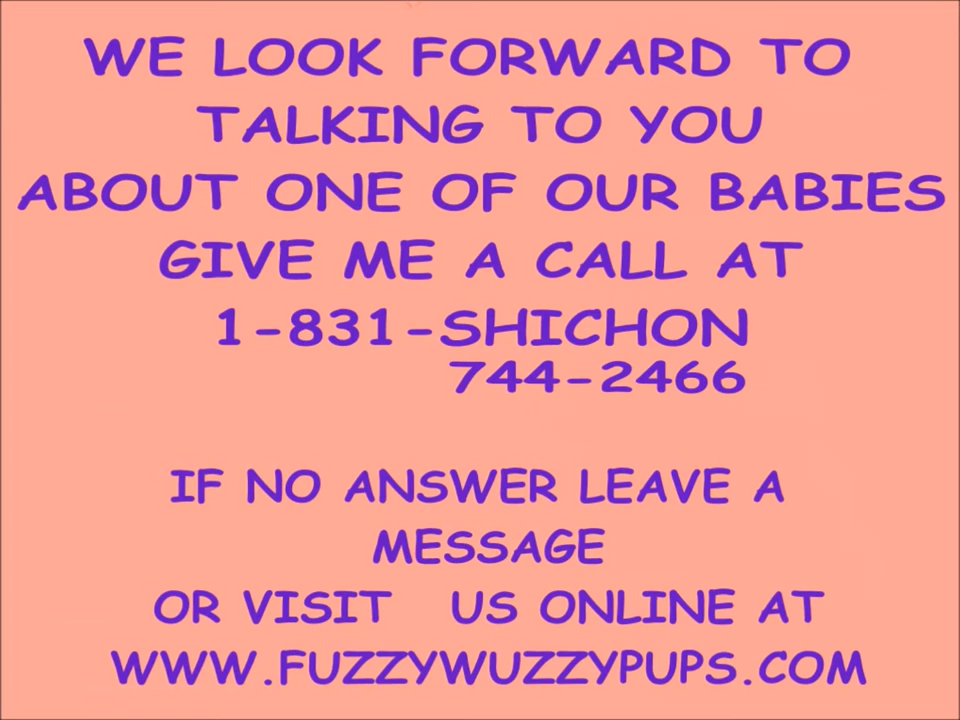 WE LOOK FORWARD TO
TALKING TO YOU
ABOUT ONE OF OUR BABIES
GIVE ME A CALL AT
1-831-SHICHON
744-2466
IF NO ANSWER LEAVE A
MESSAGE
OR VISIT US ONLINE AT
WWW.FUZZYWUZZYPUPS.COM